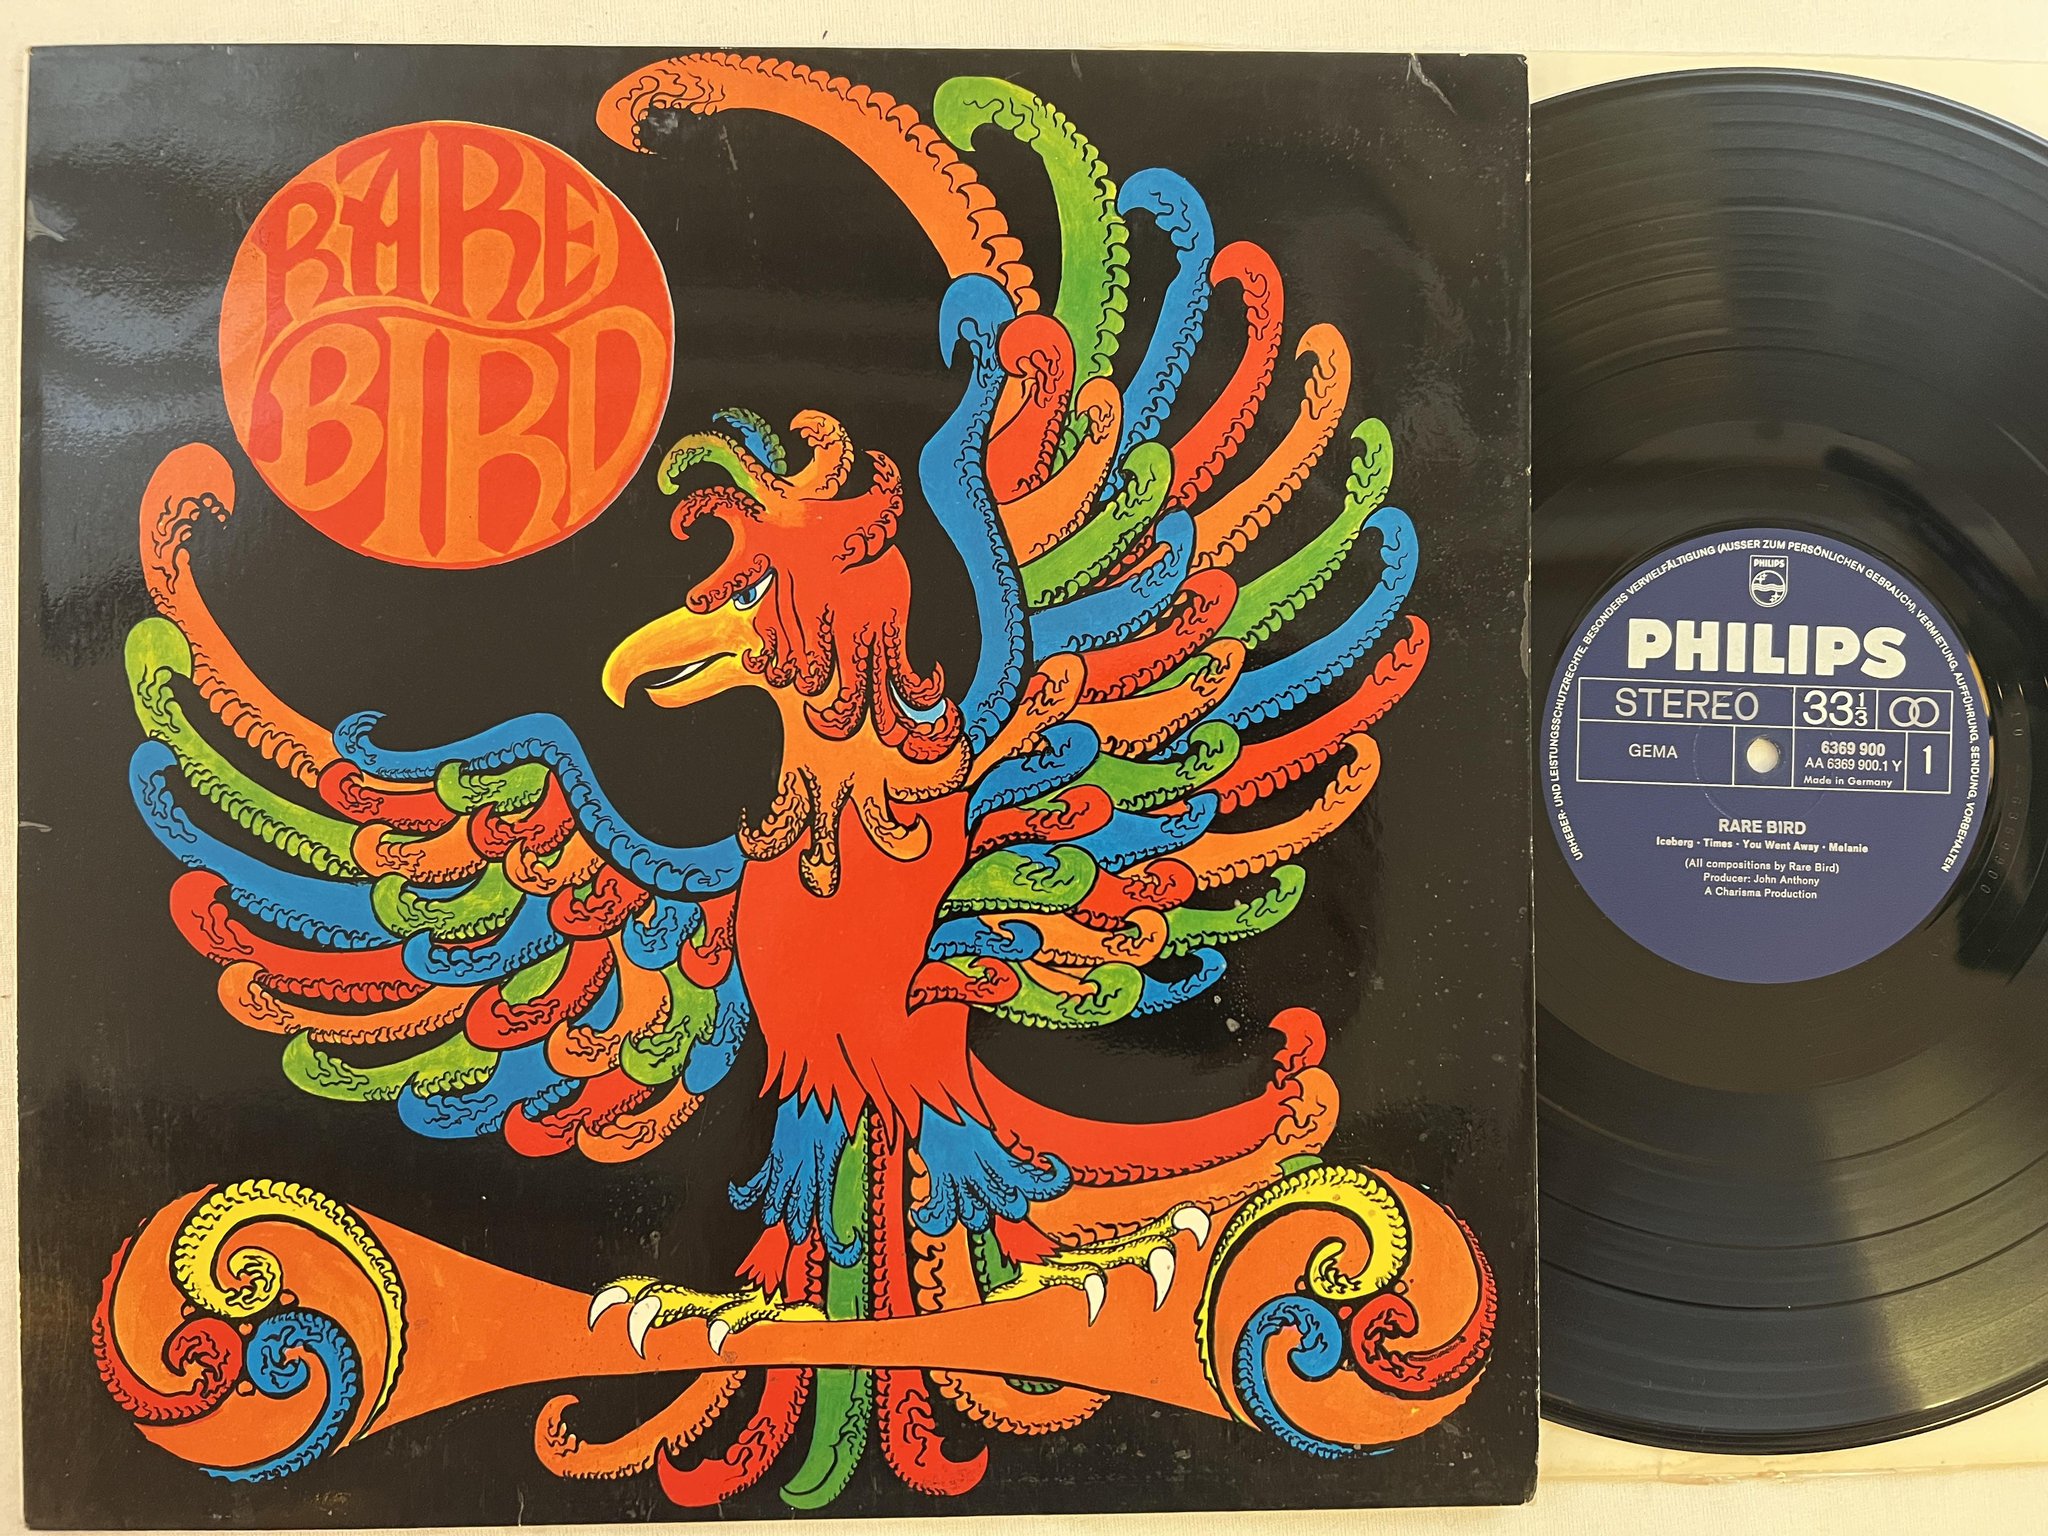 RARE
BIRD
URHEBER- UND LEISTUNGSSCHUTZRECHTE, BESONDERS VERVIELFÄLTIGUNG (AUSSER ZUM PERSÖNLICHEN GEBRAUCH), VERMIETUNG, AUFFÜHRUNG, SENDUNG, VORBEHALTEN
PHILIPS
PHILIPS
STEREO 33 1/3
GEMA
6369 900
AA 6369 900.1 Y
Made in Germany
1
RARE BIRD
Iceberg · Times · You Went Away · Melanie
(All compositions by Rare Bird)
Producer: John Anthony
A Charisma Production